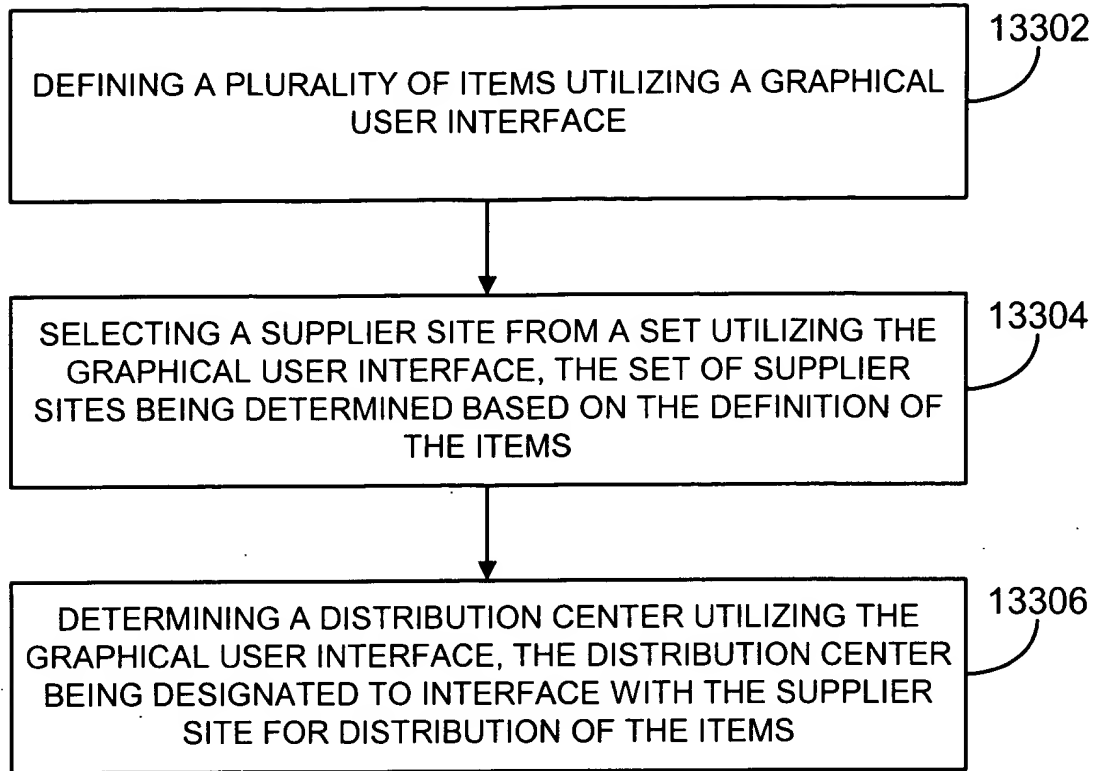 13302
DEFINING A PLURALITY OF ITEMS UTILIZING A GRAPHICAL
USER INTERFACE
13304
SELECTING A SUPPLIER SITE FROM A SET UTILIZING THE
GRAPHICAL USER INTERFACE, THE SET OF SUPPLIER
SITES BEING DETERMINED BASED ON THE DEFINITION OF
THE ITEMS
13306
DETERMINING A DISTRIBUTION CENTER UTILIZING THE
GRAPHICAL USER INTERFACE, THE DISTRIBUTION CENTER
BEING DESIGNATED TO INTERFACE WITH THE SUPPLIER
SITE FOR DISTRIBUTION OF THE ITEMS